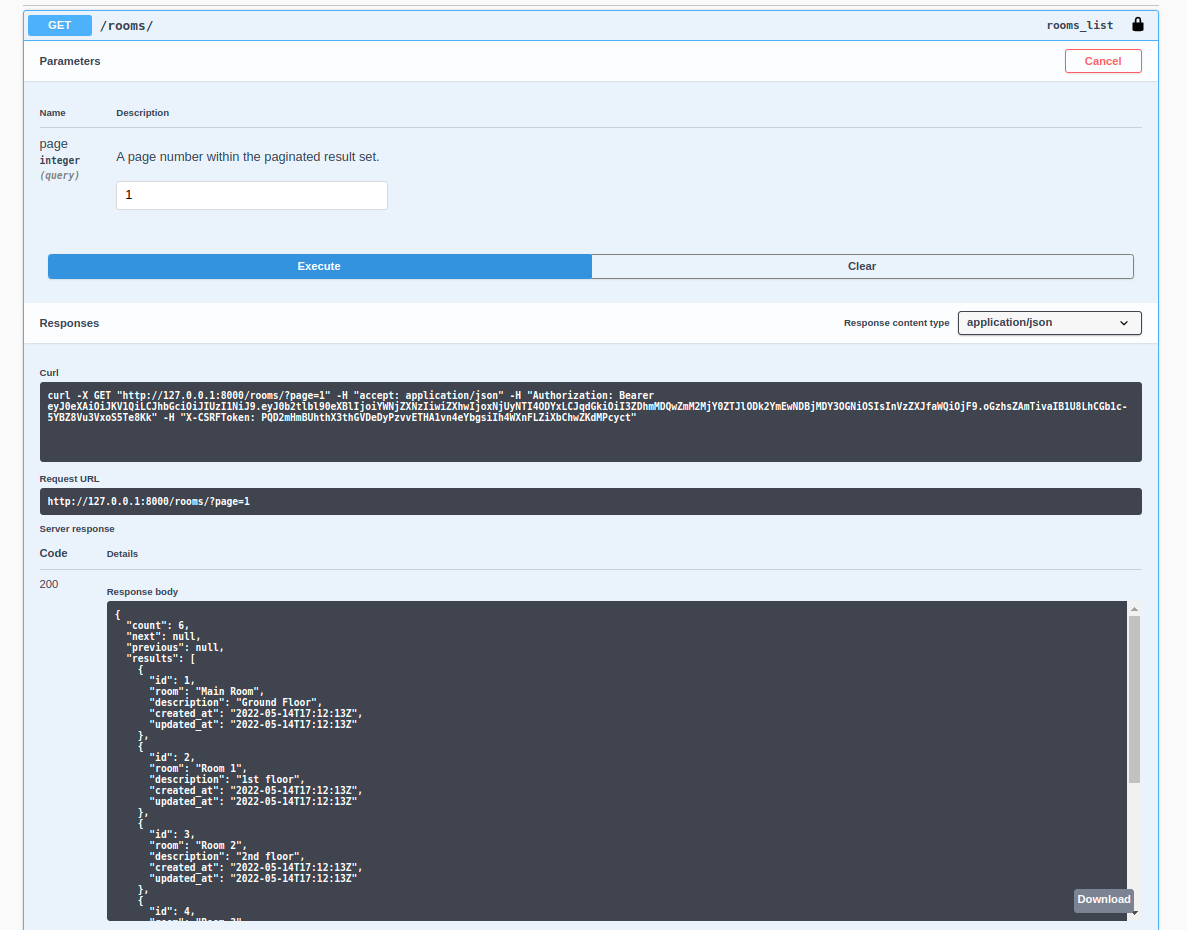 GET /rooms/ rooms_list
Parameters Cancel
Name Description
page
integer
(query)
A page number within the paginated result set.
1
Execute Clear
Responses Response content type application/json
Curl
curl -X GET "http://127.0.0.1:8000/rooms/?page=1" -H "accept: application/json" -H "Authorization: Bearer
eyJ0eXAiOiJKV1QiLCJhbGciOiJIUzI1NiJ9.eyJ0b2tlbl90eXBlIjoiYWNjZXNzIiwiZXhwIjoxNjUyNTI4ODYxLCJqdGkiOiI3ZDhmMDQwZmM2MjY0ZTJlODk2YmEwNDBjMDY3OGNiOSIsInVzZXJfaWQiOjF9.oGzhsZAmTivaIB1U8LhCGb1c-
5YBZ8Vu3VxoS5Te8Kk" -H "X-CSRFToken: PQD2mHmBUhthX3thGVDeDyPzvvETHA1vn4eYbgsiIh4WXnFLZiXbChwZKdMPcyct"
Request URL
http://127.0.0.1:8000/rooms/?page=1
Server response
Code Details
200
Response body
{
"count": 6,
"next": null,
"previous": null,
"results": [
{
"id": 1,
"room": "Main Room",
"description": "Ground Floor",
"created_at": "2022-05-14T17:12:13Z",
"updated_at": "2022-05-14T17:12:13Z"
},
{
"id": 2,
"room": "Room 1",
"description": "1st floor",
"created_at": "2022-05-14T17:12:13Z",
"updated_at": "2022-05-14T17:12:13Z"
},
{
"id": 3,
"room": "Room 2",
"description": "2nd floor",
"created_at": "2022-05-14T17:12:13Z",
"updated_at": "2022-05-14T17:12:13Z"
},
{
"id": 4,
Download